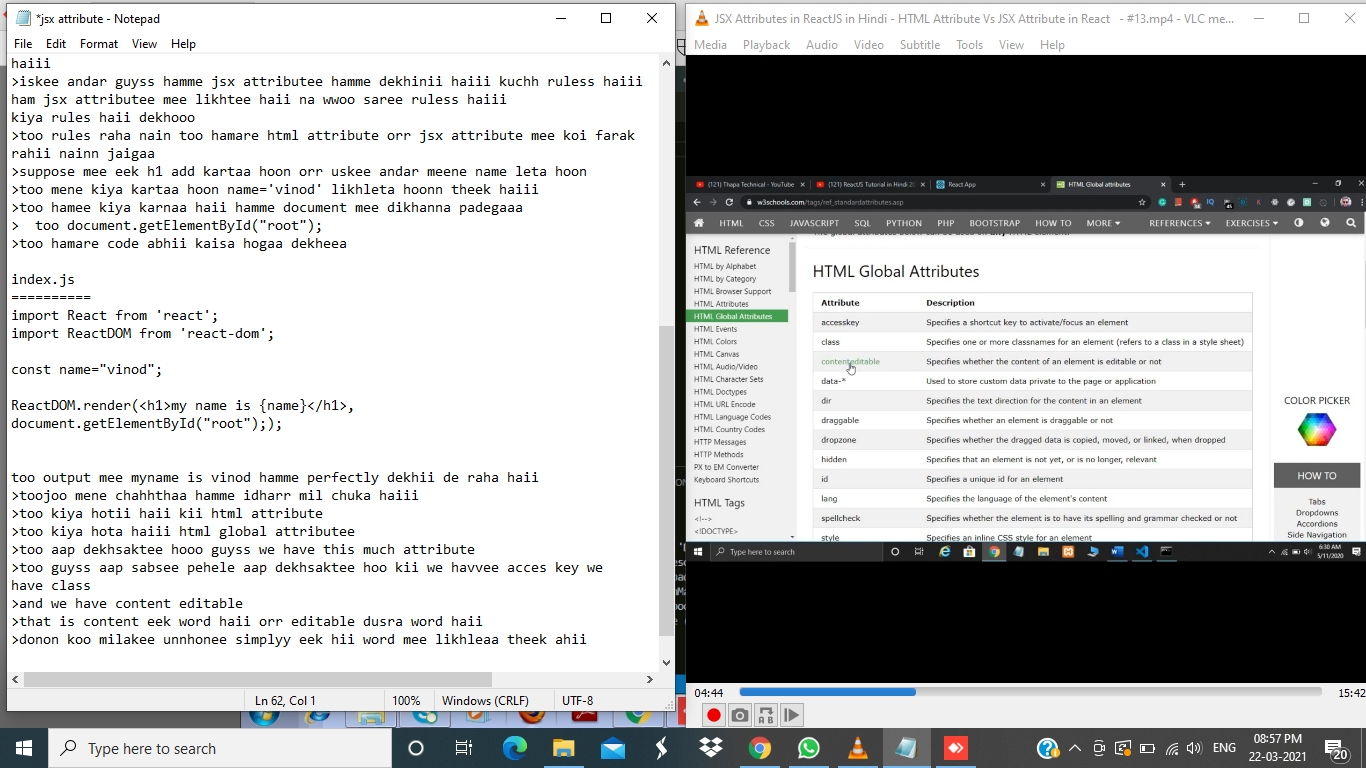 *jsx attribute - Notepad
File Edit Format View Help
haiii
>iskee andar guyss hamme jsx attributee hamme dekhinii haiii kuchh ruless haiii
ham jsx attributee mee likhtee haii na wwoo saree ruless haiii
kiya rules haii dekhooo
>too rules raha nain too hamare html attribute orr jsx attribute mee koi farak
rahii nainn jaigaa
>suppose mee eek h1 add kartaa hoon orr uskee andar meene name leta hoon
>too mene kiya kartaa hoon name='vinod' likhleta hoonn theek haiii
>too hamee kiya karnaa haii hamme document mee dikhanna padegaaa
>  too document.getElementById("root");
>too hamare code abhii kaisa hogaa dekheea
index.js
==========
import React from 'react';
import ReactDOM from 'react-dom';
const name="vinod";
ReactDOM.render(<h1>my name is {name}</h1>,
document.getElementById("root"););
too output mee myname is vinod hamme perfectly dekhii de raha haii
>toojoo mene chahhthaa hamme idharr mil chuka haiii
>too kiya hotii haii kii html attribute
>too kiya hota haiii html global attributee
>too aap dekhsaktee hooo guyss we have this much attribute
>too guyss aap sabsee pehele aap dekhsaktee hoo kii we havvee acces key we
have class
>and we have content editable
>that is content eek word haii orr editable dusra word haii
>donon koo milakee unnhonee simplyy eek hii word mee likhleaa theek ahii
Ln 62, Col 1 100% Windows (CRLF) UTF-8
JSX Attributes in ReactJS in Hindi - HTML Attribute Vs JSX Attribute in React - #13.mp4 - VLC me...
Media Playback Audio Video Subtitle Tools View Help
(121) Thapa Technical - YouTube (121) ReactJS Tutorial in Hindi 2 React App HTML Global attributes
w3schools.com/tags/ref_standardattributes.asp
HTML CSS JAVASCRIPT SQL PYTHON PHP BOOTSTRAP HOW TO MORE REFERENCES EXERCISES
HTML Reference
HTML by Alphabet
HTML by Category
HTML Browser Support
HTML Attributes
HTML Global Attributes
HTML Events
HTML Colors
HTML Canvas
HTML Audio/Video
HTML Character Sets
HTML Doctypes
HTML URL Encode
HTML Language Codes
HTML Country Codes
HTTP Messages
HTTP Methods
PX to EM Converter
Keyboard Shortcuts
HTML Tags
<!-->
<!DOCTYPE>
HTML Global Attributes
Attribute Description
accesskey Specifies a shortcut key to activate/focus an element
class Specifies one or more classnames for an element (refers to a class in a style sheet)
contenteditable Specifies whether the content of an element is editable or not
data-* Used to store custom data private to the page or application
dir Specifies the text direction for the content in an element
draggable Specifies whether an element is draggable or not
dropzone Specifies whether the dragged data is copied, moved, or linked, when dropped
hidden Specifies that an element is not yet, or is no longer, relevant
id Specifies a unique id for an element
lang Specifies the language of the element's content
spellcheck Specifies whether the element is to have its spelling and grammar checked or not
style Specifies an inline CSS style for an element
COLOR PICKER
HOW TO
Tabs
Dropdowns
Accordions
Side Navigation
Type here to search
6:30 AM
5/11/2020
04:44 15:42
Type here to search
ENG 08:57 PM
22-03-2021
20